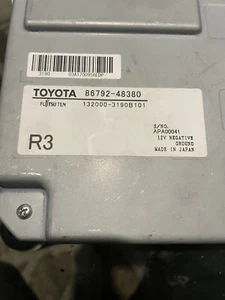 TOYOTA 86792-48380
FUJITSU TEN 132000-3190B101
R3
S/NO.
APA00041
12V NEGATIVE
GROUND
MADE IN JAPAN